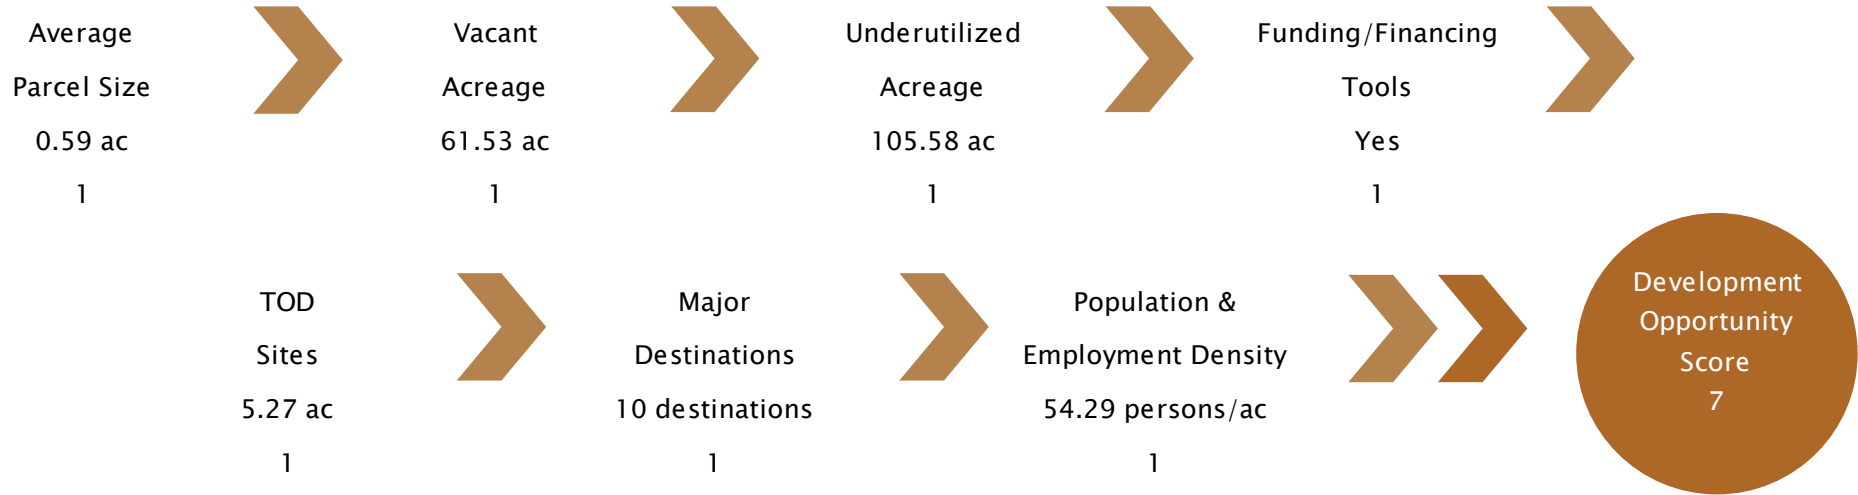 Average
Parcel Size
0.59 ac
1
Vacant
Acreage
61.53 ac
1
Underutilized
Acreage
105.58 ac
1
Funding/Financing
Tools
Yes
1
TOD
Sites
5.27 ac
1
Major
Destinations
10 destinations
1
Population &
Employment Density
54.29 persons/ac
1
Development
Opportunity
Score
7